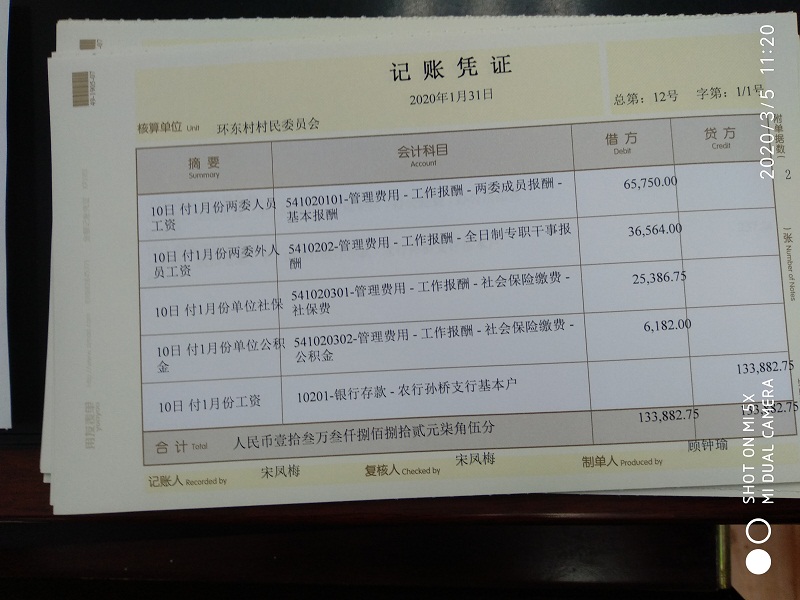 记账凭证
2020年1月31日
总第：12号 字第：1/1号
核算单位 Unit 环东村村民委员会
摘要 会计科目 借方 贷方
Summary Account Debit Credit
10日 付1月份两委人员工资 541020101-管理费用 - 工作报酬 - 两委成员报酬 - 基本报酬 65,750.00
10日 付1月份两委外人员工资 5410202-管理费用 - 工作报酬 - 全日制专职干事报酬 36,564.00
10日 付1月份单位社保 541020301-管理费用 - 工作报酬 - 社会保险缴费 - 社保费 25,386.75
10日 付1月份单位公积金 541020302-管理费用 - 工作报酬 - 社会保险缴费 - 公积金 6,182.00
10日 付1月份工资 10201-银行存款 - 农行孙桥支行基本户 133,882.75
合计 Total 人民币壹拾叁万叁仟捌佰捌拾贰元柒角伍分 133,882.75 133,882.75
记账人 Recorded by 宋凤梅 复核人 Checked by 宋凤梅 制单人 Produced by 顾钟瑜
附单据数 2 张 Number of Notes
2020/3/5 11:20
SHOT ON MI 5X
MI DUAL CAMERA